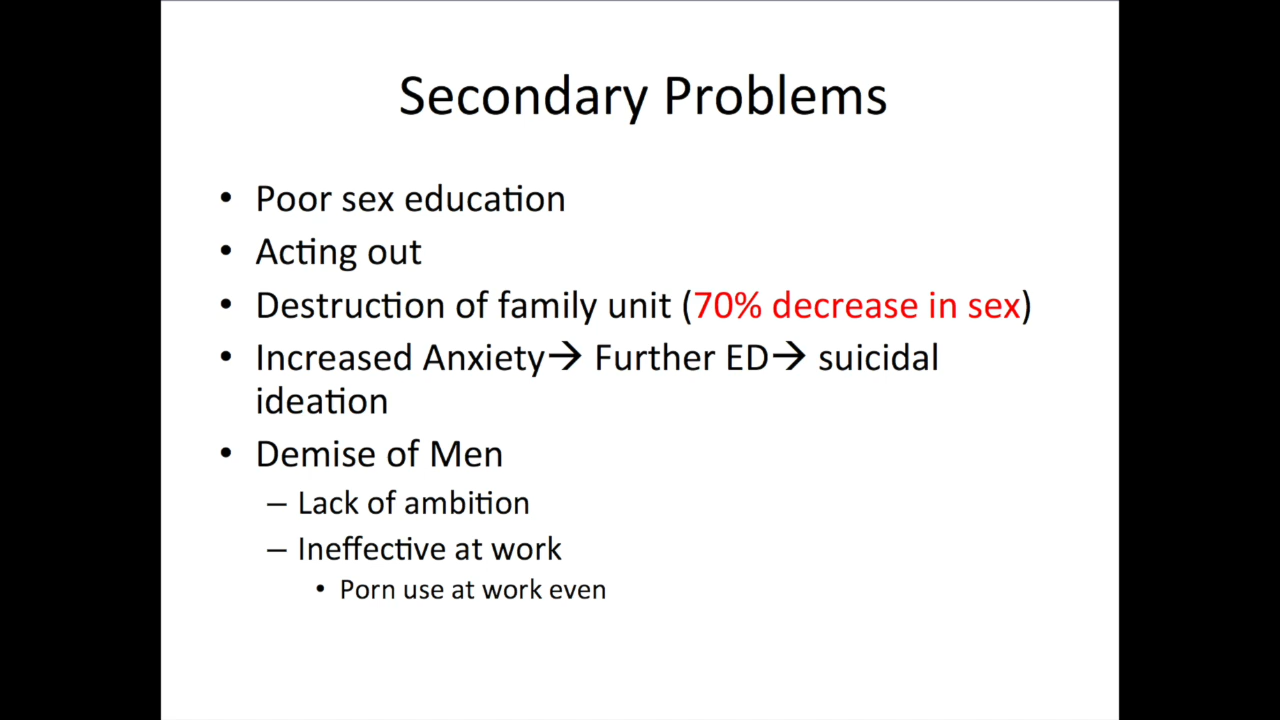 Secondary Problems
• Poor sex education
• Acting out
• Destruction of family unit (70% decrease in sex)
• Increased Anxiety→ Further ED→ suicidal
ideation
• Demise of Men
– Lack of ambition
– Ineffective at work
• Porn use at work even